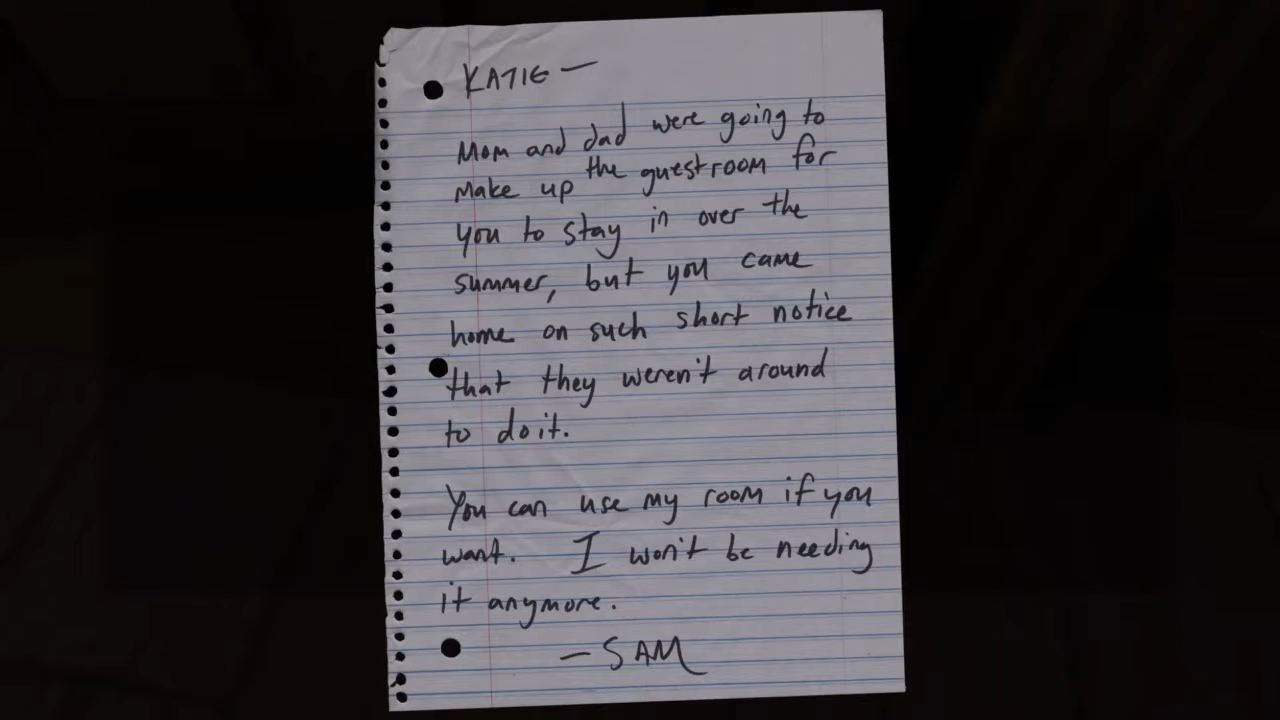 KATIE —
Mom and dad were going to
make up the guestroom for
you to stay in over the
summer, but you came
home on such short notice
that they weren't around
to do it.
You can use my room if you
want. I won't be needing
it anymore.
— SAM